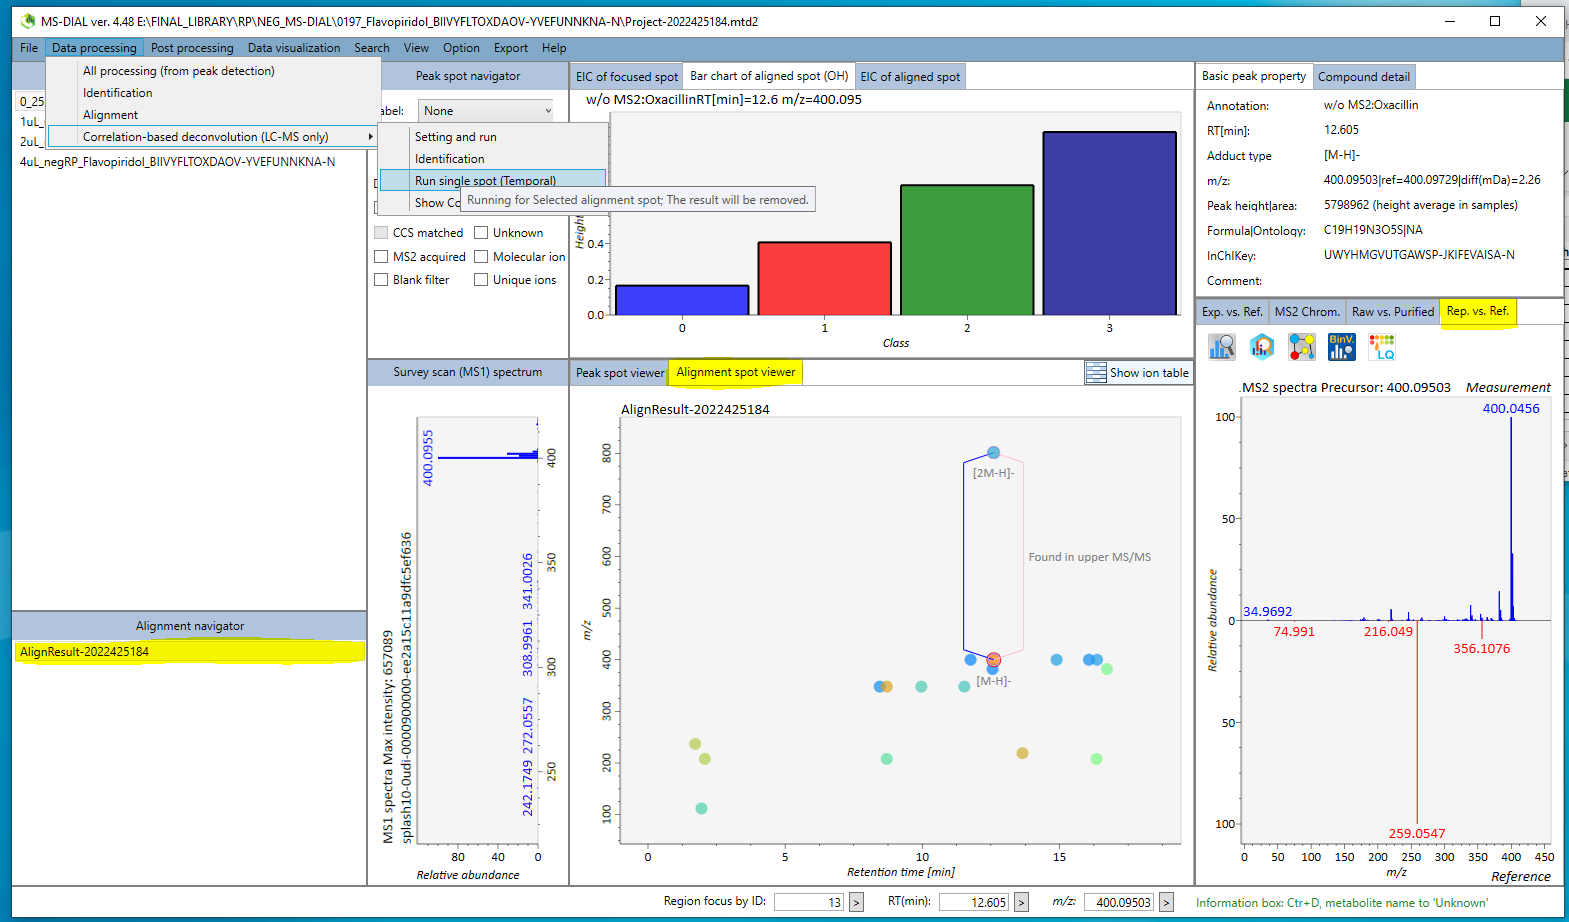 MS-DIAL ver. 4.48 E:\FINAL_LIBRARY\RP\NEG_MS-DIAL\0197_Flavopiridol_BIIVYFLTOXDAOV-YVEFUNNKNA-N\Project-2022425184.mtd2
File Data processing Post processing Data visualization Search View Option Export Help
All processing (from peak detection)
Identification
Alignment
Correlation-based deconvolution (LC-MS only)
0_25
1uL_
2uL_
4uL_negRP_Flavopiridol_BIIVYFLTOXDAOV-YVEFUNNKNA-N
Setting and run
Identification
Run single spot (Temporal)
Show Co
Running for Selected alignment spot; The result will be removed.
Peak spot navigator
abel: None
CCS matched Unknown
MS2 acquired Molecular ion
Blank filter Unique ions
EIC of focused spot Bar chart of aligned spot (OH) EIC of aligned spot
w/o MS2:OxacillinRT[min]=12.6 m/z=400.095
Height
0.4
0.2
0.0
0 1 2 3
Class
Basic peak property Compound detail
Annotation: w/o MS2:Oxacillin
RT[min]: 12.605
Adduct type [M-H]-
m/z: 400.09503|ref=400.09729|diff(mDa)=2.26
Peak height|area: 5798962 (height average in samples)
Formula|Ontology: C19H19N3O5S|NA
InChIKey: UWYHMGVUTGAWSP-JKIFEVAISA-N
Comment:
Alignment navigator
AlignResult-2022425184
Survey scan (MS1) spectrum
MS1 spectra Max intensity: 657089
splash10-0udi-0000900000-ee2a15c11a9dfc5ef636
400.0955
341.0026
308.9961
272.0557
242.1749
400
350
300
250
80 40 0
Relative abundance
Peak spot viewer Alignment spot viewer Show ion table
AlignResult-2022425184
m/z
800
700
600
500
400
300
200
100
[2M-H]-
Found in upper MS/MS
[M-H]-
0 5 10 15
Retention time [min]
Exp. vs. Ref. MS2 Chrom. Raw vs. Purified Rep. vs. Ref.
BinV.
LQ
MS2 spectra Precursor: 400.09503 Measurement
400.0456
100
50
0
50
100
Relative abundance
34.9692
74.991
216.049
356.1076
259.0547
0 50 100 150 200 250 300 350 400 450
m/z
Reference
Region focus by ID: 13 > RT(min): 12.605 > m/z: 400.09503 > Information box: Ctr+D, metabolite name to 'Unknown'